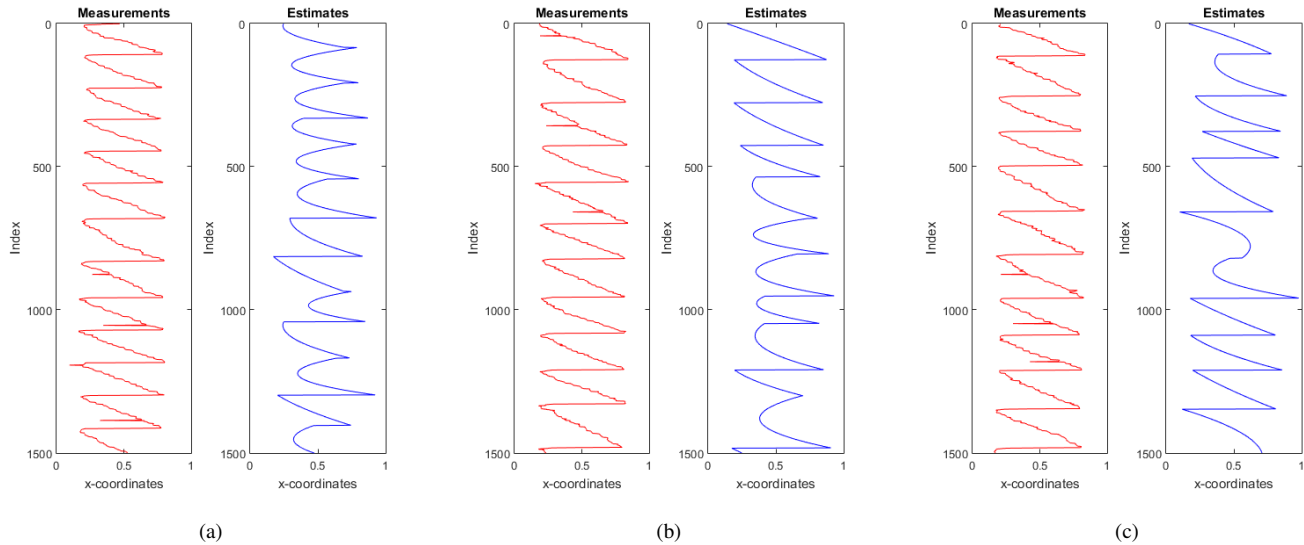 Measurements
Estimates
Measurements
Estimates
Measurements
Estimates
0
500
1000
1500
Index
0
0.5
1
x-coordinates
0
500
1000
1500
Index
0
0.5
1
x-coordinates
0
500
1000
1500
Index
0
0.5
1
x-coordinates
0
500
1000
1500
Index
0
0.5
1
x-coordinates
0
500
1000
1500
Index
0
0.5
1
x-coordinates
0
500
1000
1500
Index
0
0.5
1
x-coordinates
(a)
(b)
(c)